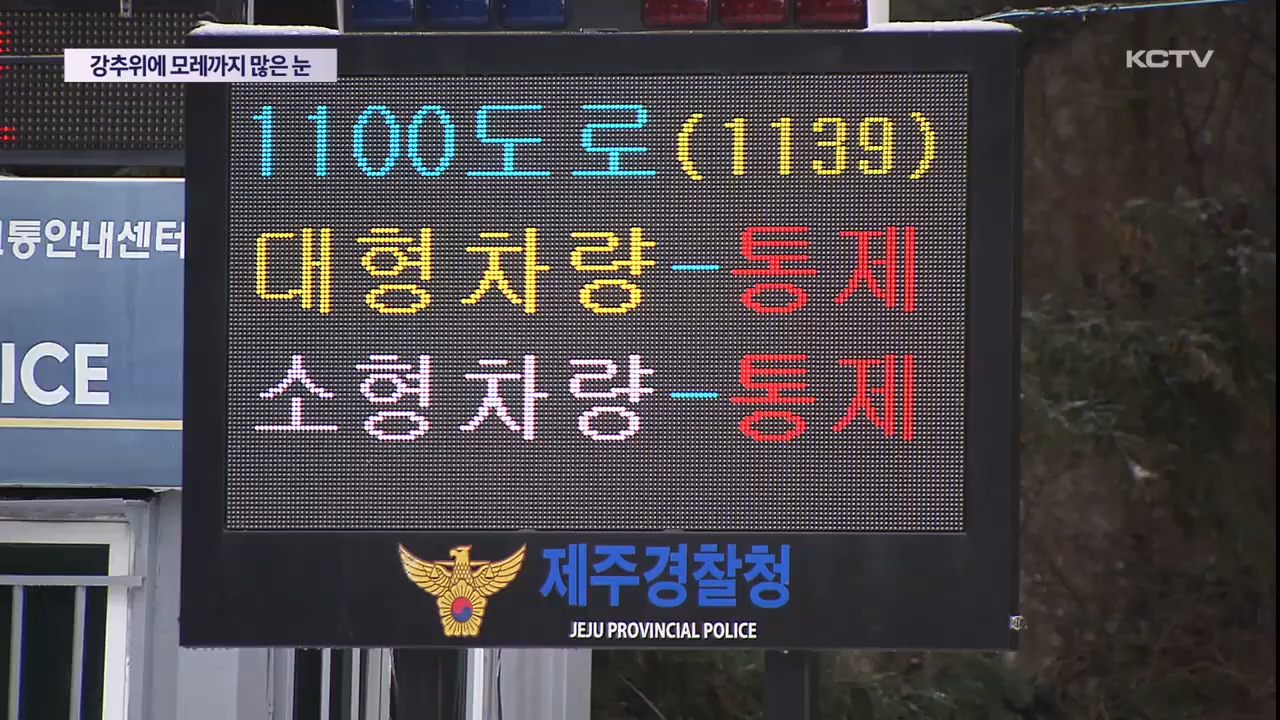 강추위에 모레까지 많은 눈
KCTV
1100도로(1139)
대형차량-통제
소형차량-통제
통안내센터
ICE
제주경찰청
JEJU PROVINCIAL POLICE